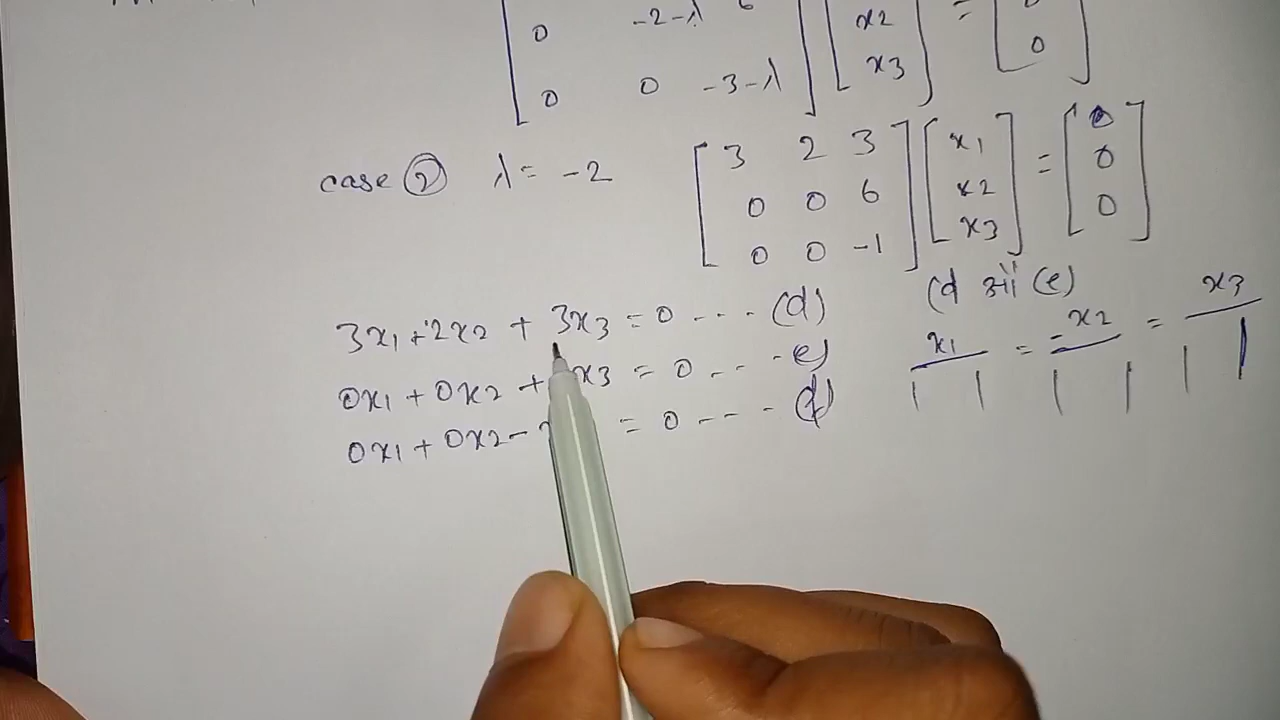 0 -2-λ 6 x2 = 0
0 0 -3-λ x3 0
case ② λ = -2
3 2 3 x1 = 0
0 0 6 x2 0
0 0 -1 x3 0
3x1 + 2x2 + 3x3 = 0 --- (d)
0x1 + 0x2 + x3 = 0 --- e)
0x1 + 0x2 - = 0 ---
(d (e)
x1 = -x2 = x3